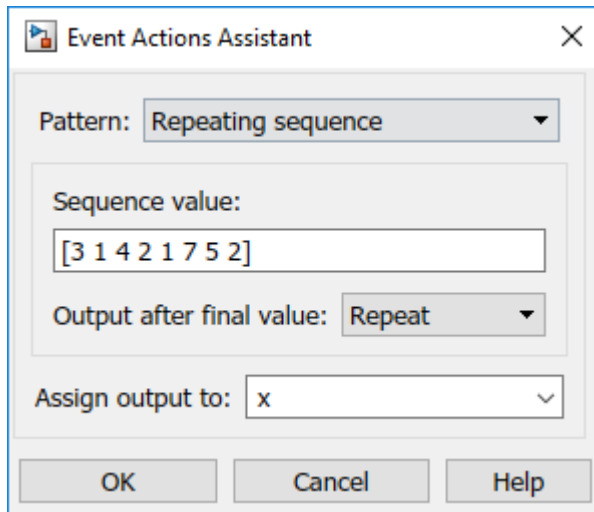 Event Actions Assistant
Pattern: Repeating sequence
Sequence value:
[3 1 4 2 1 7 5 2]
Output after final value: Repeat
Assign output to: x
OK Cancel Help